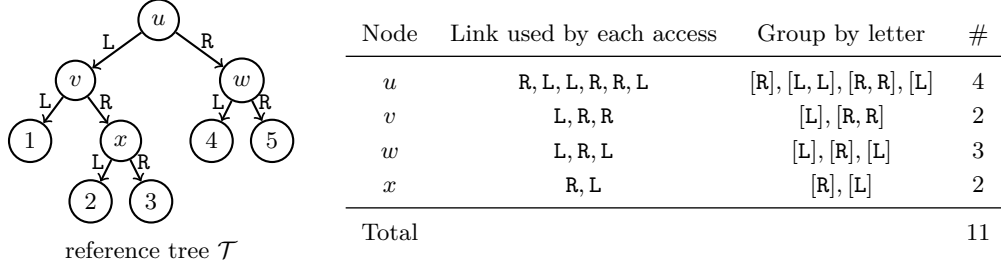 u
L
R
v
w
L
R
L
R
1
x
4
5
L
R
2
3
reference tree 𝒯
Node Link used by each access Group by letter #
u R, L, L, R, R, L [R], [L, L], [R, R], [L] 4
v L, R, R [L], [R, R] 2
w L, R, L [L], [R], [L] 3
x R, L [R], [L] 2
Total 11